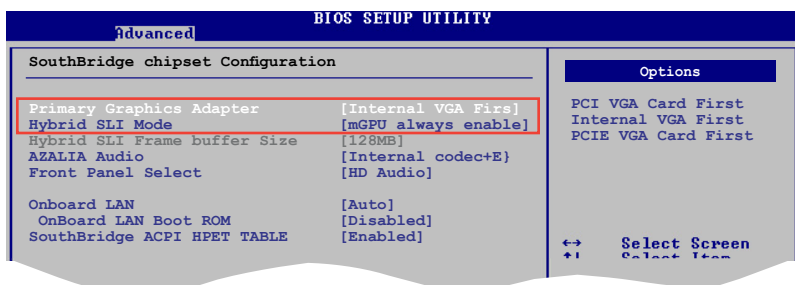 BIOS SETUP UTILITY
Advanced
SouthBridge chipset Configuration
Primary Graphics Adapter [Internal VGA Firs]
Hybrid SLI Mode [mGPU always enable]
Hybrid SLI Frame buffer Size [128MB]
AZALIA Audio [Internal codec+E}
Front Panel Select [HD Audio]
Onboard LAN [Auto]
OnBoard LAN Boot ROM [Disabled]
SouthBridge ACPI HPET TABLE [Enabled]
Options
PCI VGA Card First
Internal VGA First
PCIE VGA Card First
↔ Select Screen
↑↓ Select Item